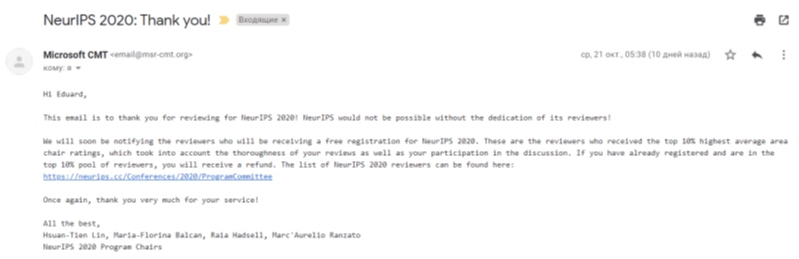 NeurIPS 2020: Thank you! Входящие ×
Microsoft CMT <email@msr-cmt.org> ср, 21 окт., 05:38 (10 дней назад)
кому: я
Hi Eduard,
This email is to thank you for reviewing for NeurIPS 2020! NeurIPS would not be possible without the dedication of its reviewers!
We will soon be notifying the reviewers who will be receiving a free registration for NeurIPS 2020. These are the reviewers who received the top 10% highest average area
chair ratings, which took into account the thoroughness of your reviews as well as your participation in the discussion. If you have already registered and are in the
top 10% pool of reviewers, you will receive a refund. The list of NeurIPS 2020 reviewers can be found here:
https://neurips.cc/Conferences/2020/ProgramCommittee
Once again, thank you very much for your service!
All the best,
Hsuan-Tien Lin, Maria-Florina Balcan, Raia Hadsell, Marc'Aurelio Ranzato
NeurIPS 2020 Program Chairs